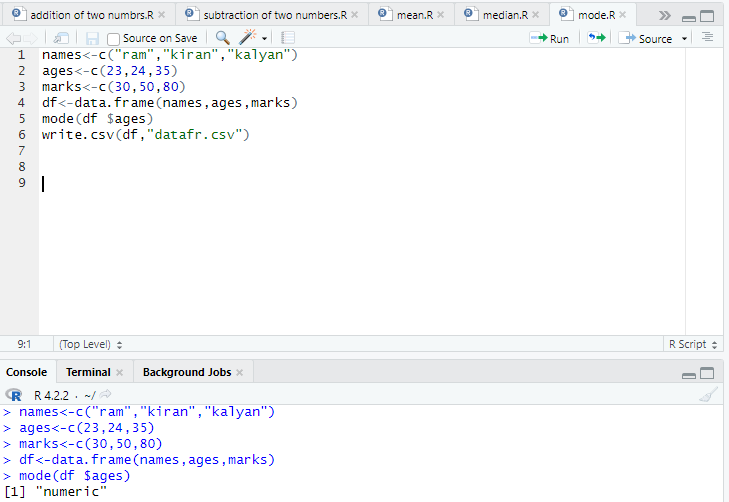 addition of two numbrs.R × subtraction of two numbers.R × mean.R × median.R × mode.R ×
Source on Save Run Source
1 names<-c("ram","kiran","kalyan")
2 ages<-c(23,24,35)
3 marks<-c(30,50,80)
4 df<-data.frame(names,ages,marks)
5 mode(df $ages)
6 write.csv(df,"datafr.csv")
7
8
9
9:1 (Top Level) R Script
Console Terminal × Background Jobs ×
R R 4.2.2 · ~/
> names<-c("ram","kiran","kalyan")
> ages<-c(23,24,35)
> marks<-c(30,50,80)
> df<-data.frame(names,ages,marks)
> mode(df $ages)
[1] "numeric"